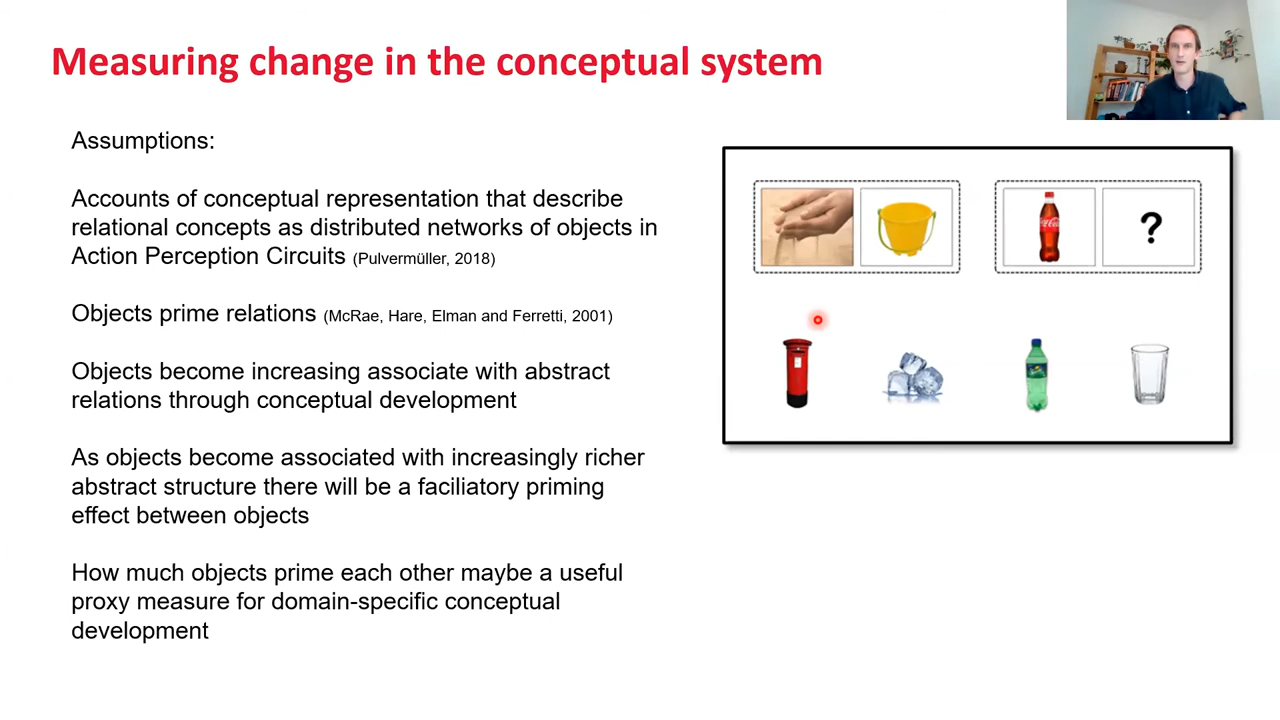 Measuring change in the conceptual system
Assumptions:
Accounts of conceptual representation that describe
relational concepts as distributed networks of objects in
Action Perception Circuits (Pulvermüller, 2018)
Objects prime relations (McRae, Hare, Elman and Ferretti, 2001)
Objects become increasing associate with abstract
relations through conceptual development
As objects become associated with increasingly richer
abstract structure there will be a faciliatory priming
effect between objects
How much objects prime each other maybe a useful
proxy measure for domain-specific conceptual
development
Coca-Cola
?